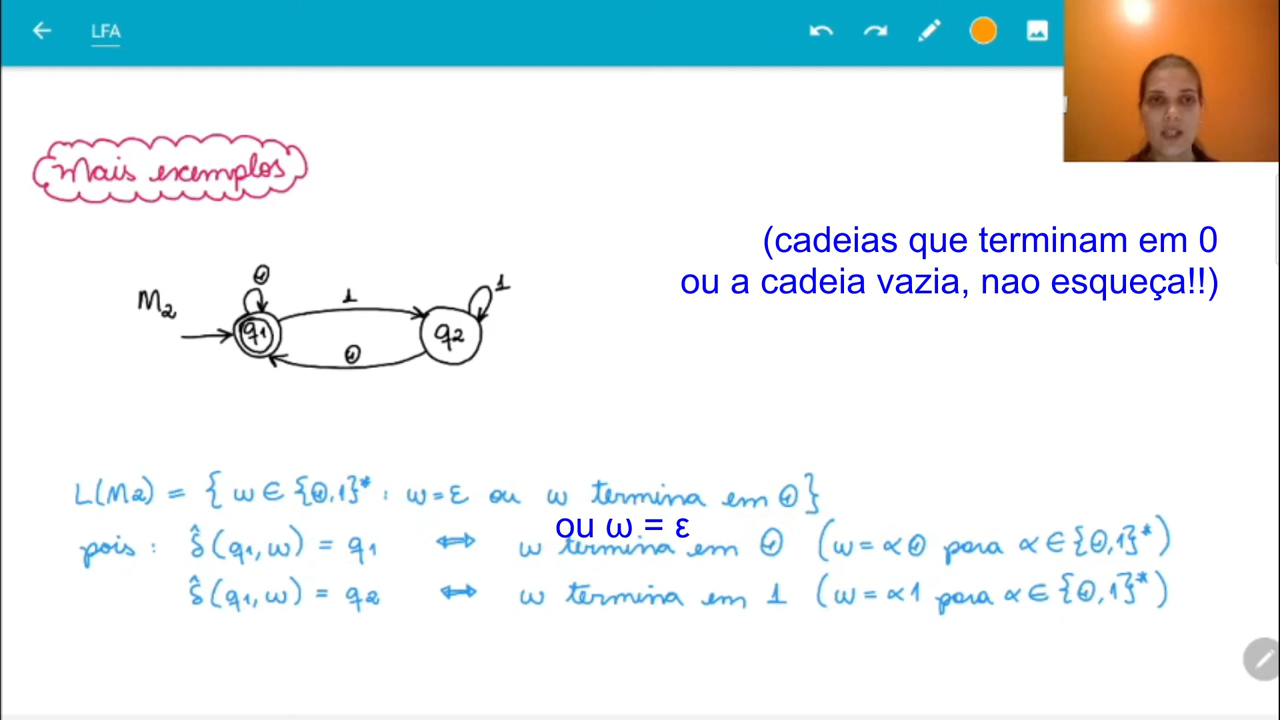 LFA
Mais exemplos
(cadeias que terminam em 0
ou a cadeia vazia, nao esqueça!!)
M2
0
1
1
q1
q2
0
L(M2) = { ω ∈ {0,1}* : ω = ε ou ω termina em 0}
ou ω = ε
pois : δ̂(q1, ω) = q1 ⇔ ω termina em 0 (ω = α0 para α ∈ {0,1}*)
δ̂(q1, ω) = q2 ⇔ ω termina em 1 (ω = α1 para α ∈ {0,1}*)